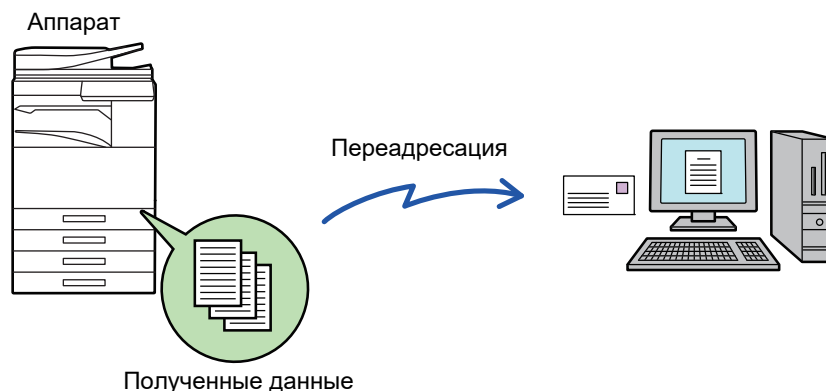 Аппарат
Переадресация
Полученные данные